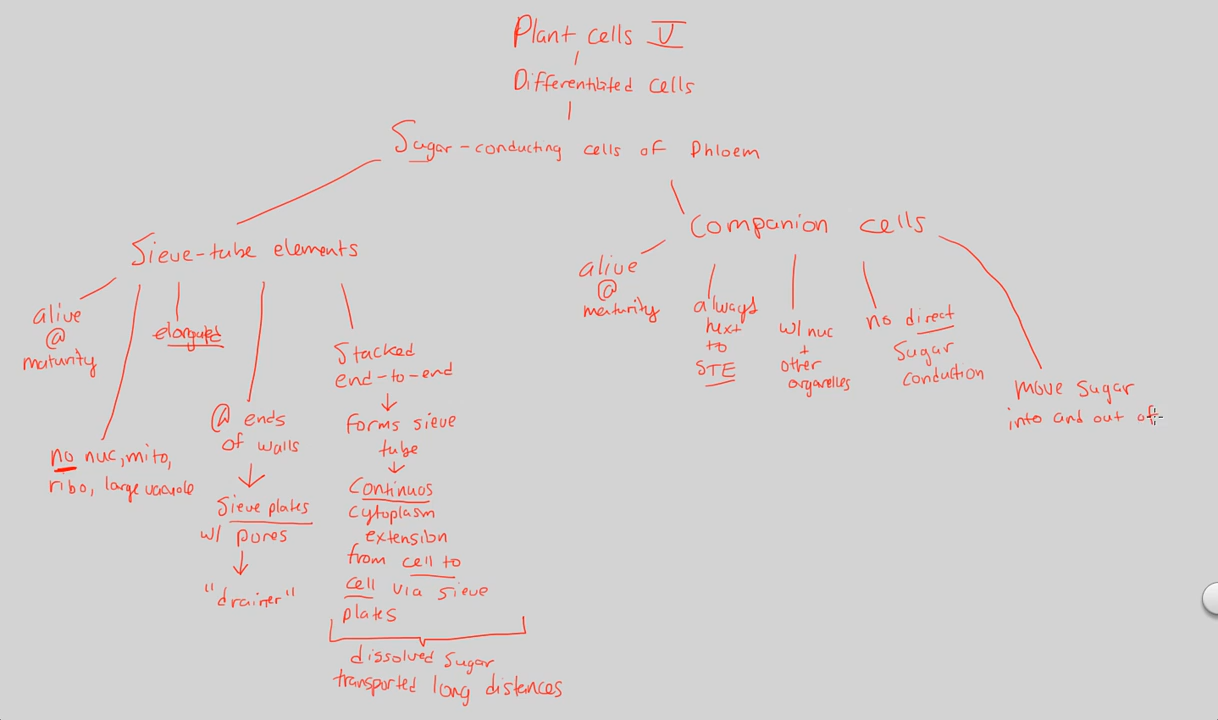 Plant cells V
Differentiated cells
Sugar-conducting cells of Phloem
Sieve-tube elements
alive
@
maturity
no nuc, mito,
ribo, large vacuole
elongated
@ ends
of walls
Sieve plates
w/ pores
"drainer"
Stacked
end-to-end
forms sieve
tube
Continuos
cytoplasm
extension
from cell to
cell via sieve
plates
dissolved sugar
transported long distances
Companion cells
alive
@
maturity
always
next
to
STE
w/ nuc
+
other
organelles
no direct
sugar
conduction
move sugar
into and out of